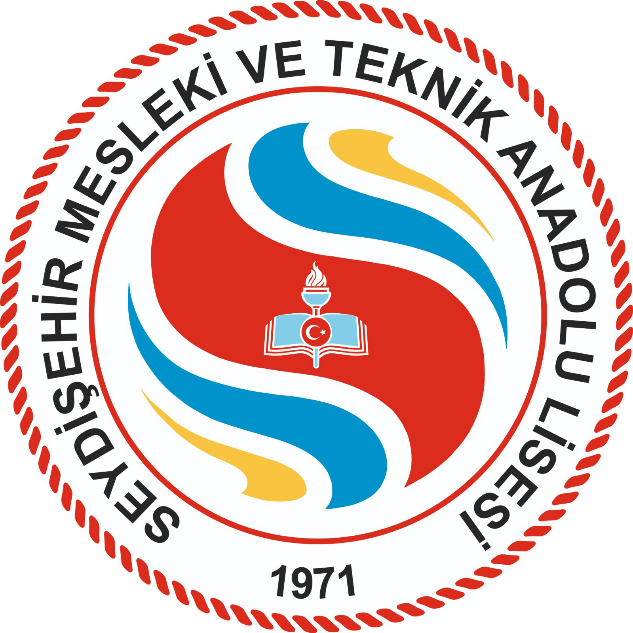 SEYDİŞEHİR MESLEKİ VE TEKNİK ANADOLU LİSESİ
1971